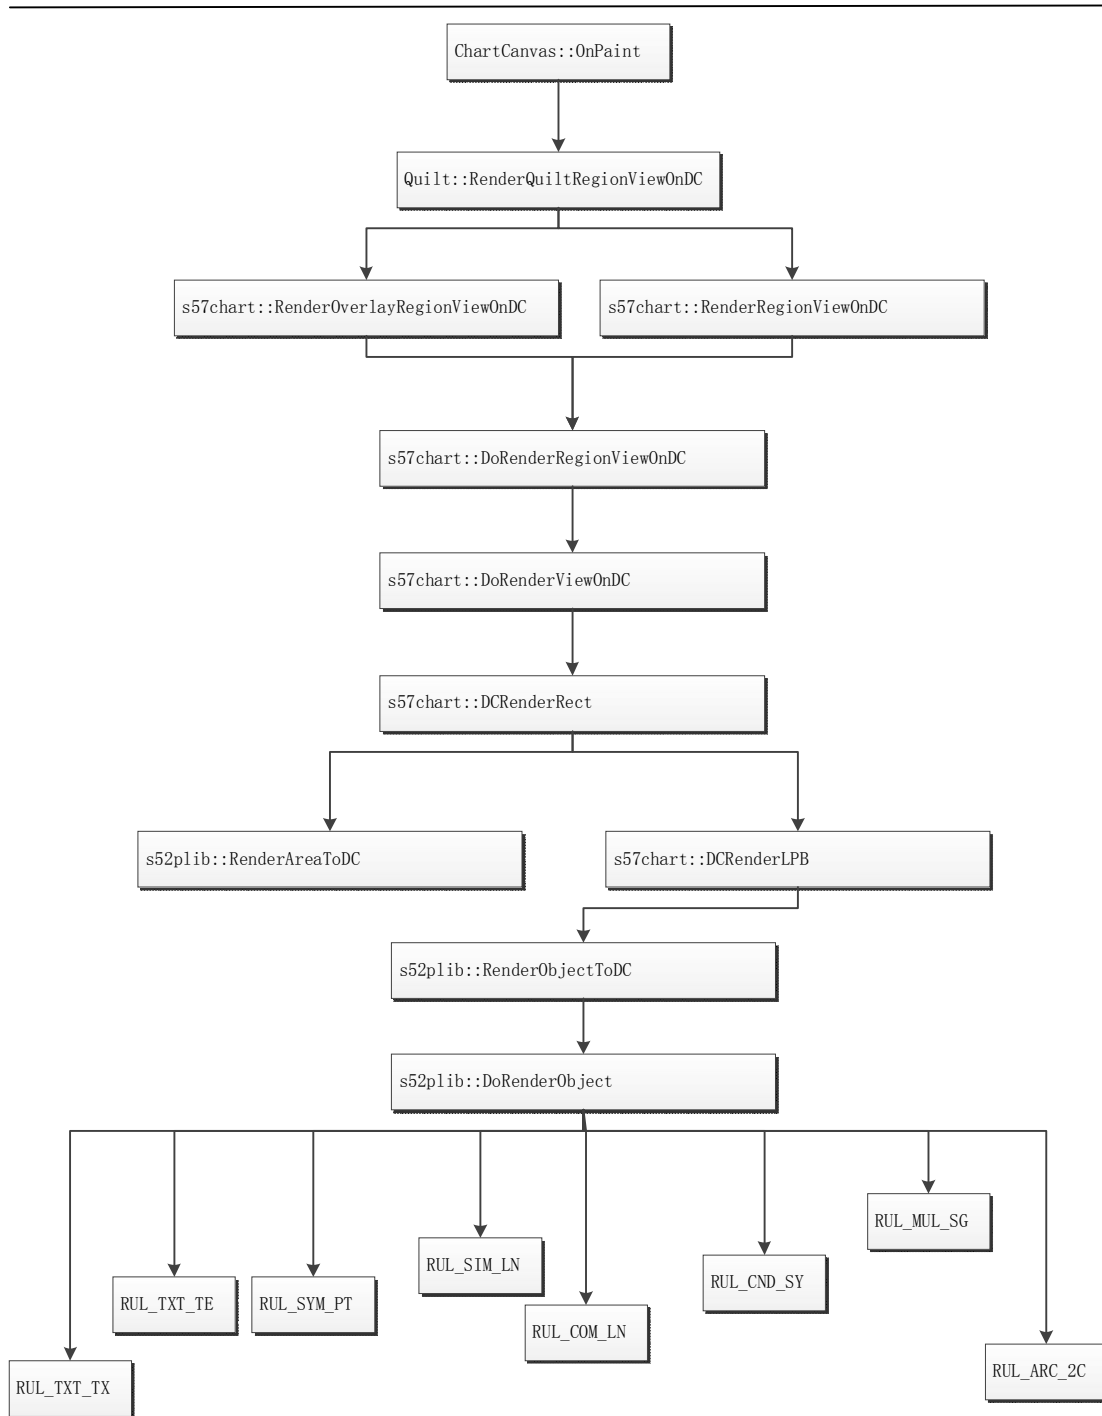 ChartCanvas::OnPaint
Quilt::RenderQuiltRegionViewOnDC
s57chart::RenderOverlayRegionViewOnDC
s57chart::RenderRegionViewOnDC
s57chart::DoRenderRegionViewOnDC
s57chart::DoRenderViewOnDC
s57chart::DCRenderRect
s52plib::RenderAreaToDC
s57chart::DCRenderLPB
s52plib::RenderObjectToDC
s52plib::DoRenderObject
RUL_MUL_SG
RUL_SIM_LN
RUL_CND_SY
RUL_TXT_TE
RUL_SYM_PT
RUL_COM_LN
RUL_ARC_2C
RUL_TXT_TX